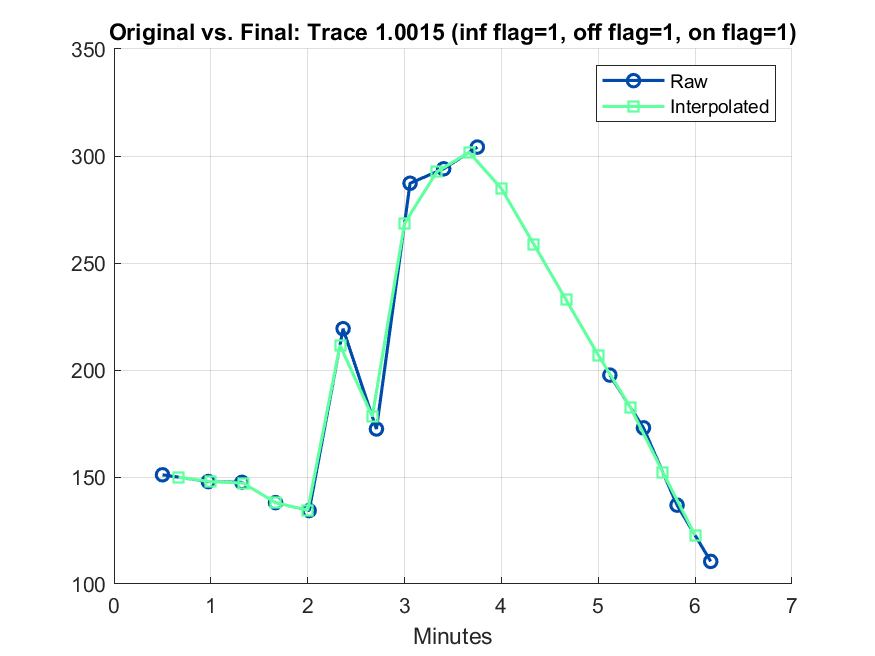 Original vs. Final: Trace 1.0015 (inf flag=1, off flag=1, on flag=1)
350
300
250
200
150
100
Raw
Interpolated
0 1 2 3 4 5 6 7
Minutes